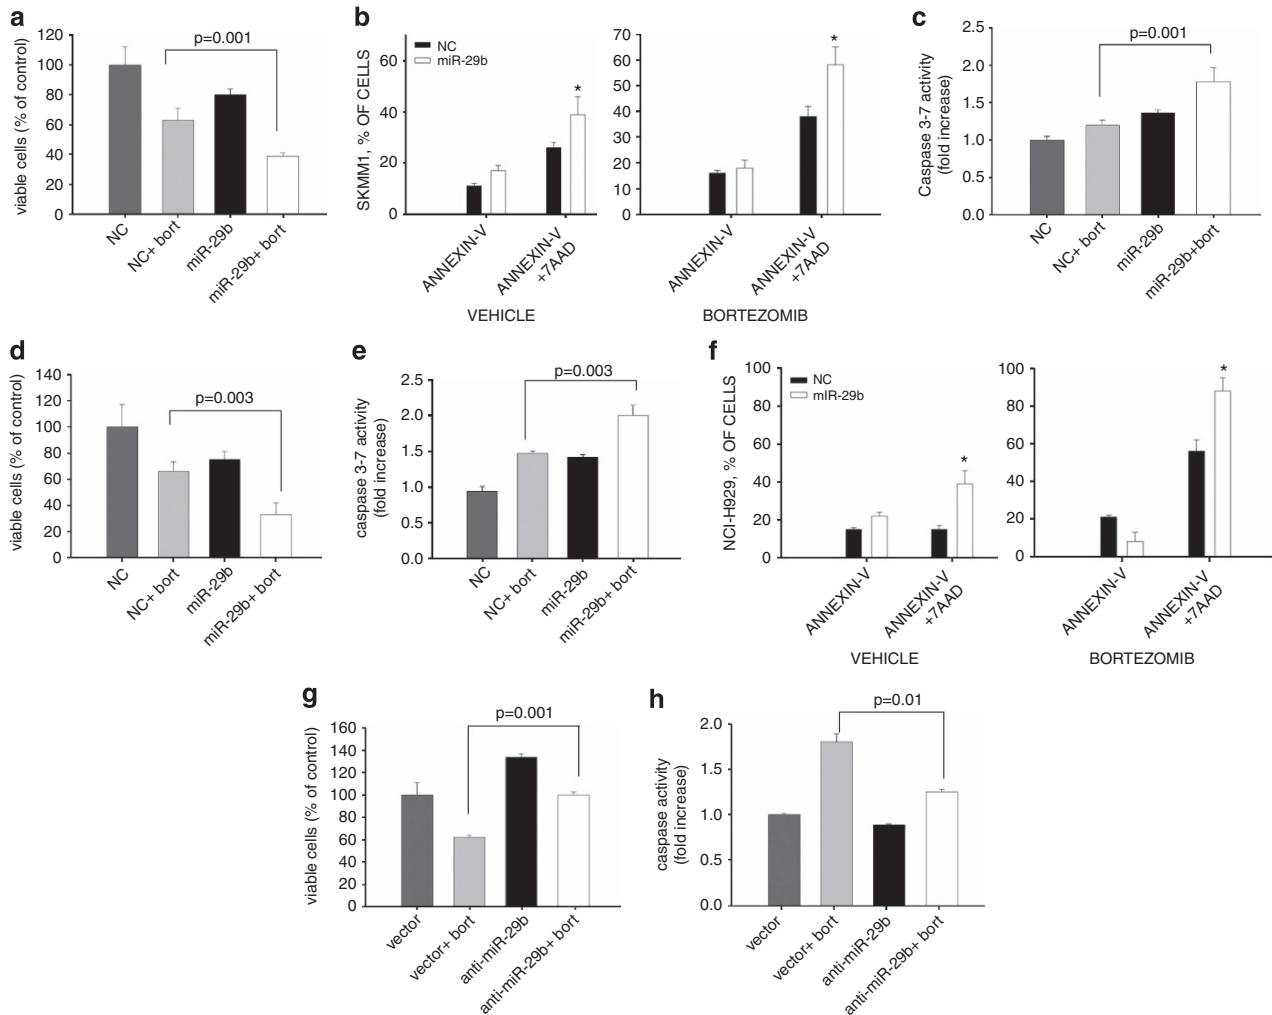 a
viable cells (% of control)
120
100
80
60
40
20
0
p=0.001
NC
NC+ bort
miR-29b
miR-29b+ bort
b
SKMM1, % OF CELLS
60
40
20
0
NC
miR-29b
*
ANNEXIN-V
ANNEXIN-V
+7AAD
VEHICLE
70
60
50
40
30
20
10
0
*
ANNEXIN-V
ANNEXIN-V
+7AAD
BORTEZOMIB
c
Caspase 3-7 activity
(fold increase)
2.5
2.0
1.5
1.0
0.5
0.0
p=0.001
NC
NC+ bort
miR-29b
miR-29b+bort
d
viable cells (% of control)
140
120
100
80
60
40
20
0
p=0.003
NC
NC+ bort
miR-29b
miR-29b+ bort
e
caspase 3-7 activity
(fold increase)
2.5
2.0
1.5
1.0
0.5
0.0
p=0.003
NC
NC+ bort
miR-29b
miR-29b+ bort
f
NCI-H929, % OF CELLS
100
80
60
40
20
0
NC
mIR-29b
*
ANNEXIN-V
ANNEXIN-V
+7AAD
VEHICLE
100
80
60
40
20
0
*
ANNEXIN-V
ANNEXIN-V
+7AAD
BORTEZOMIB
g
viable cells (% of control)
160
140
120
100
80
60
40
20
0
p=0.001
vector
vector+ bort
anti-miR-29b
anti-miR-29b+ bort
h
caspase activity
(fold increase)
2.0
1.5
1.0
0.5
0.0
p=0.01
vector
vector+ bort
anti-miR-29b
anti-miR-29b+ bort